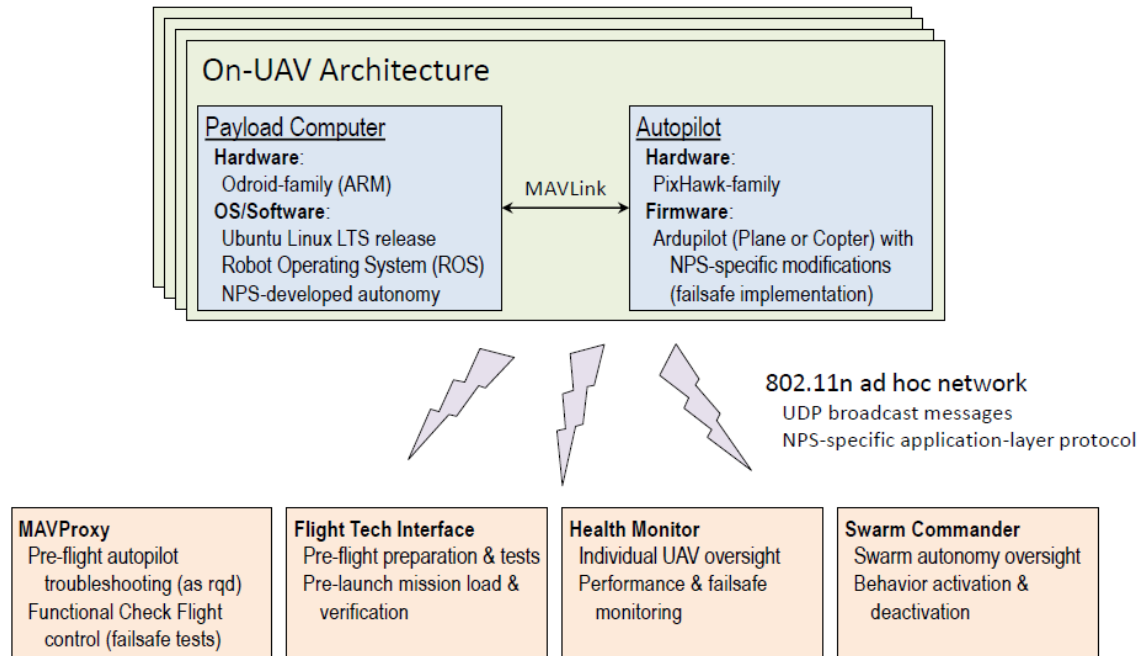 On-UAV Architecture
Payload Computer
Hardware:
Odroid-family (ARM)
OS/Software:
Ubuntu Linux LTS release
Robot Operating System (ROS)
NPS-developed autonomy
MAVLink
Autopilot
Hardware:
PixHawk-family
Firmware:
Ardupilot (Plane or Copter) with
NPS-specific modifications
(failsafe implementation)
802.11n ad hoc network
UDP broadcast messages
NPS-specific application-layer protocol
MAVProxy
Pre-flight autopilot
troubleshooting (as rqd)
Functional Check Flight
control (failsafe tests)
Flight Tech Interface
Pre-flight preparation & tests
Pre-launch mission load &
verification
Health Monitor
Individual UAV oversight
Performance & failsafe
monitoring
Swarm Commander
Swarm autonomy oversight
Behavior activation &
deactivation